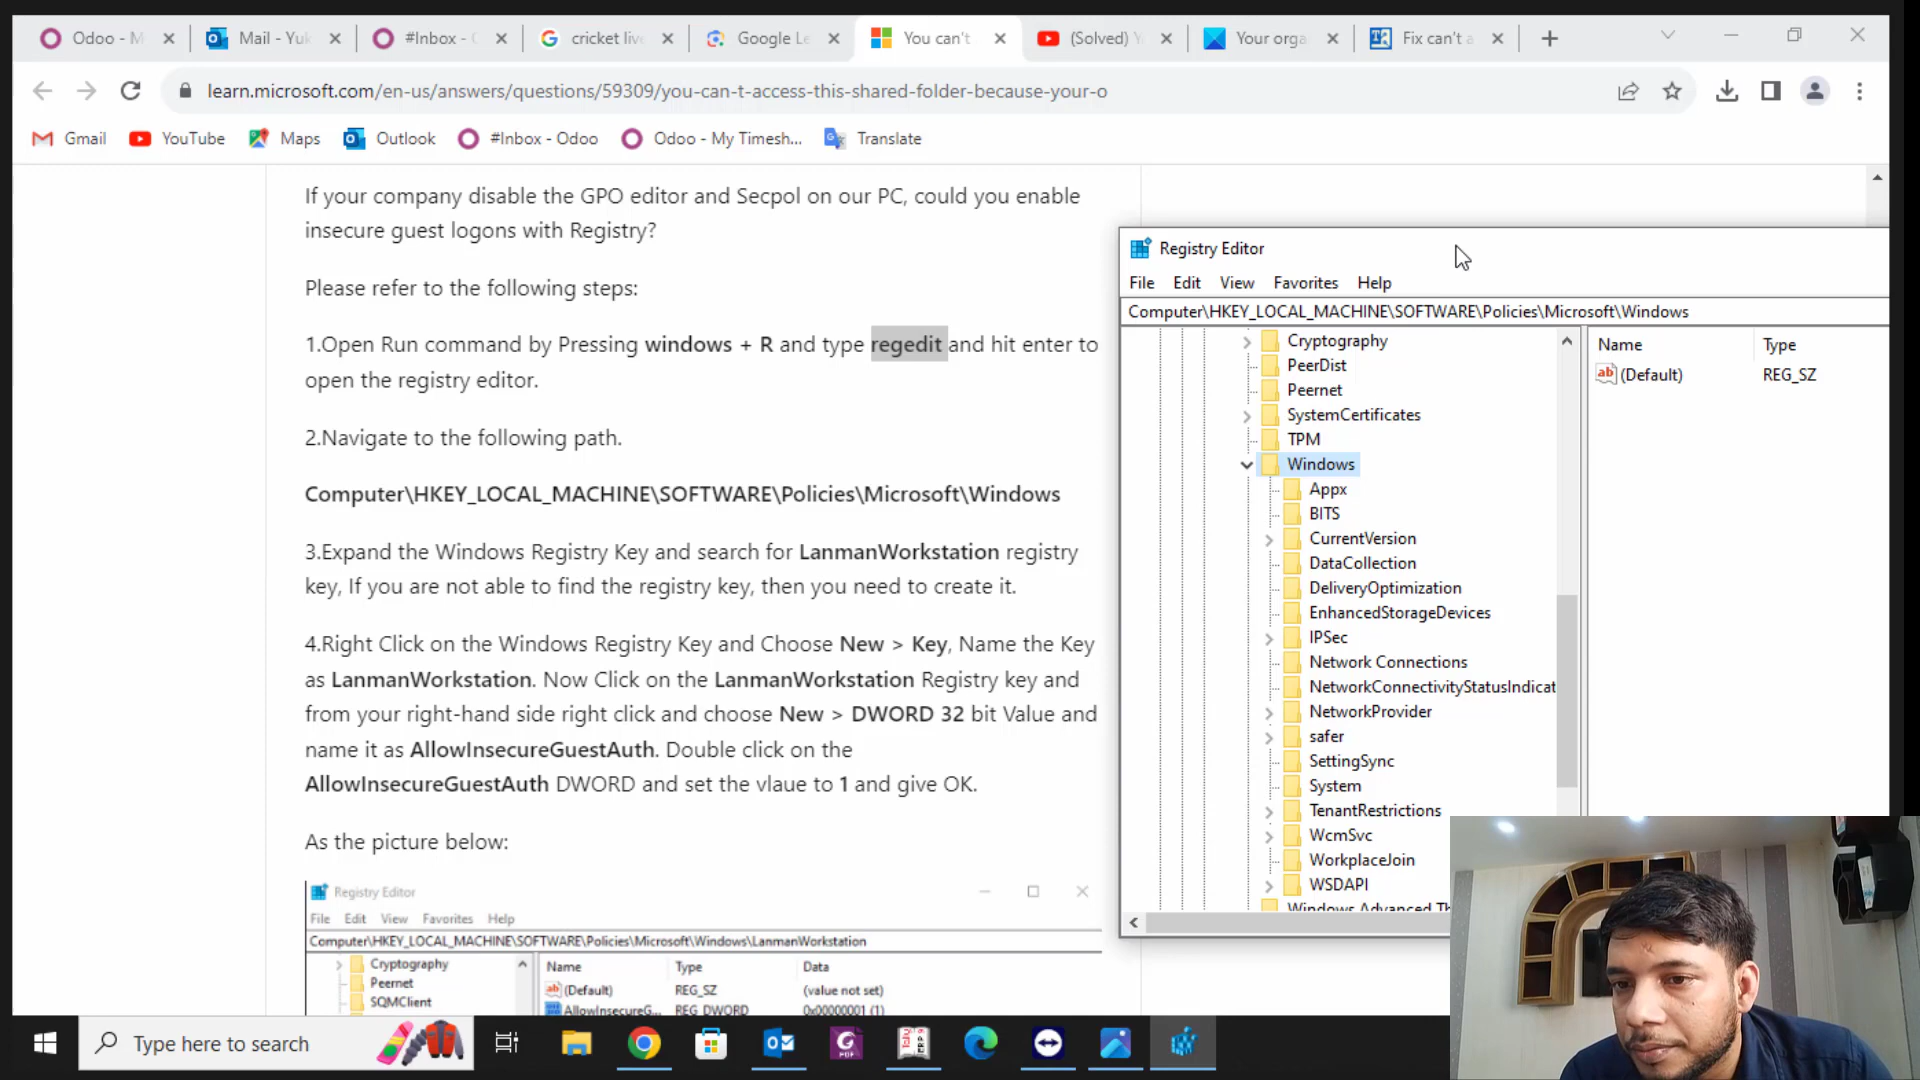 Odoo - M
Mail - Yuk
#Inbox -
cricket live
Google Le
You can't
(Solved) Y
Your orga
Fix can't a
learn.microsoft.com/en-us/answers/questions/59309/you-can-t-access-this-shared-folder-because-your-o
Gmail
YouTube
Maps
Outlook
#Inbox - Odoo
Odoo - My Timesh...
Translate
If your company disable the GPO editor and Secpol on our PC, could you enable
insecure guest logons with Registry?
Please refer to the following steps:
1.Open Run command by Pressing windows + R and type regedit and hit enter to
open the registry editor.
2.Navigate to the following path.
Computer\HKEY_LOCAL_MACHINE\SOFTWARE\Policies\Microsoft\Windows
3.Expand the Windows Registry Key and search for LanmanWorkstation registry
key, If you are not able to find the registry key, then you need to create it.
4.Right Click on the Windows Registry Key and Choose New > Key, Name the Key
as LanmanWorkstation. Now Click on the LanmanWorkstation Registry key and
from your right-hand side right click and choose New > DWORD 32 bit Value and
name it as AllowInsecureGuestAuth. Double click on the
AllowInsecureGuestAuth DWORD and set the vlaue to 1 and give OK.
As the picture below:
Registry Editor
File Edit View Favorites Help
Computer\HKEY_LOCAL_MACHINE\SOFTWARE\Policies\Microsoft\Windows\LanmanWorkstation
Cryptography
Peernet
SQMClient
Name Type Data
(Default) REG_SZ (value not set)
AllowInsecureG... REG_DWORD 0x00000001 (1)
Registry Editor
File Edit View Favorites Help
Computer\HKEY_LOCAL_MACHINE\SOFTWARE\Policies\Microsoft\Windows
Cryptography
PeerDist
Peernet
SystemCertificates
TPM
Windows
Appx
BITS
CurrentVersion
DataCollection
DeliveryOptimization
EnhancedStorageDevices
IPSec
Network Connections
NetworkConnectivityStatusIndicat
NetworkProvider
safer
SettingSync
System
TenantRestrictions
WcmSvc
WorkplaceJoin
WSDAPI
Windows Advanced Th
Name Type
ab (Default) REG_SZ
Type here to search